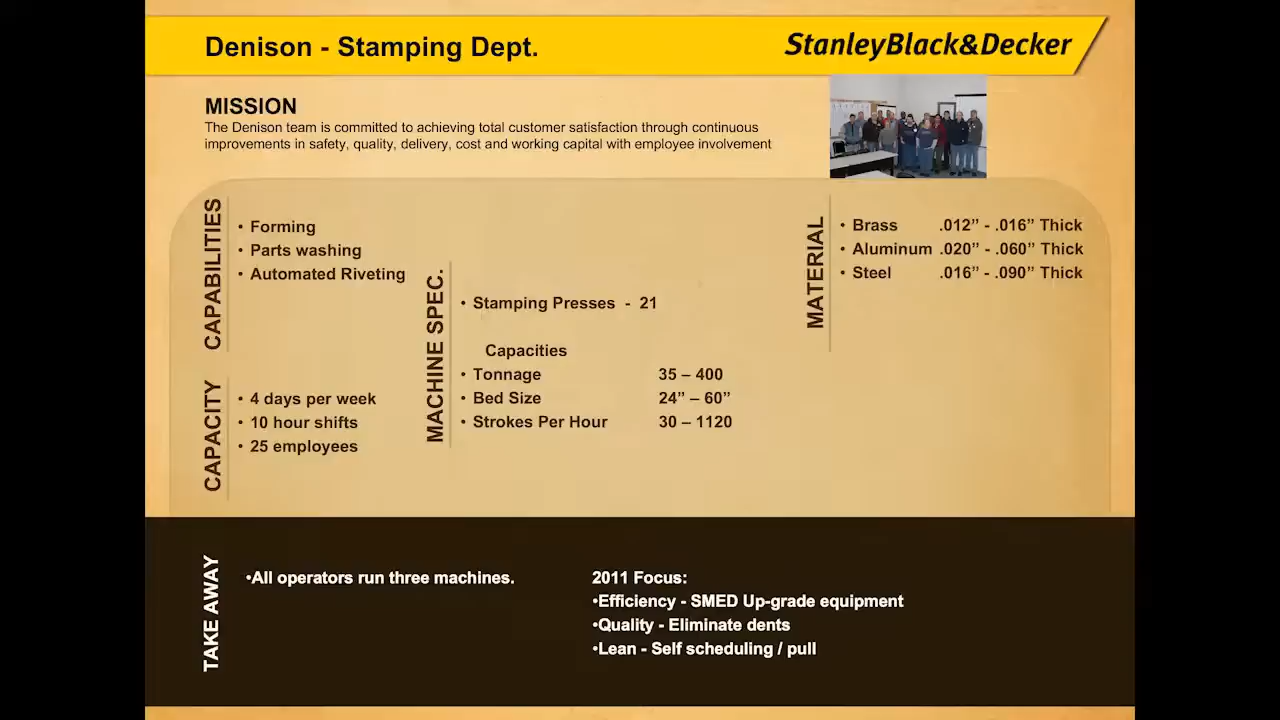 Denison - Stamping Dept.
StanleyBlack&Decker
MISSION
The Denison team is committed to achieving total customer satisfaction through continuous
improvements in safety, quality, delivery, cost and working capital with employee involvement
CAPABILITIES
• Forming
• Parts washing
• Automated Riveting
CAPACITY
• 4 days per week
• 10 hour shifts
• 25 employees
MACHINE SPEC.
• Stamping Presses - 21
Capacities
• Tonnage 35 – 400
• Bed Size 24” – 60”
• Strokes Per Hour 30 – 1120
MATERIAL
• Brass .012” - .016” Thick
• Aluminum .020” - .060” Thick
• Steel .016” - .090” Thick
TAKE AWAY
•All operators run three machines.
2011 Focus:
•Efficiency - SMED Up-grade equipment
•Quality - Eliminate dents
•Lean - Self scheduling / pull